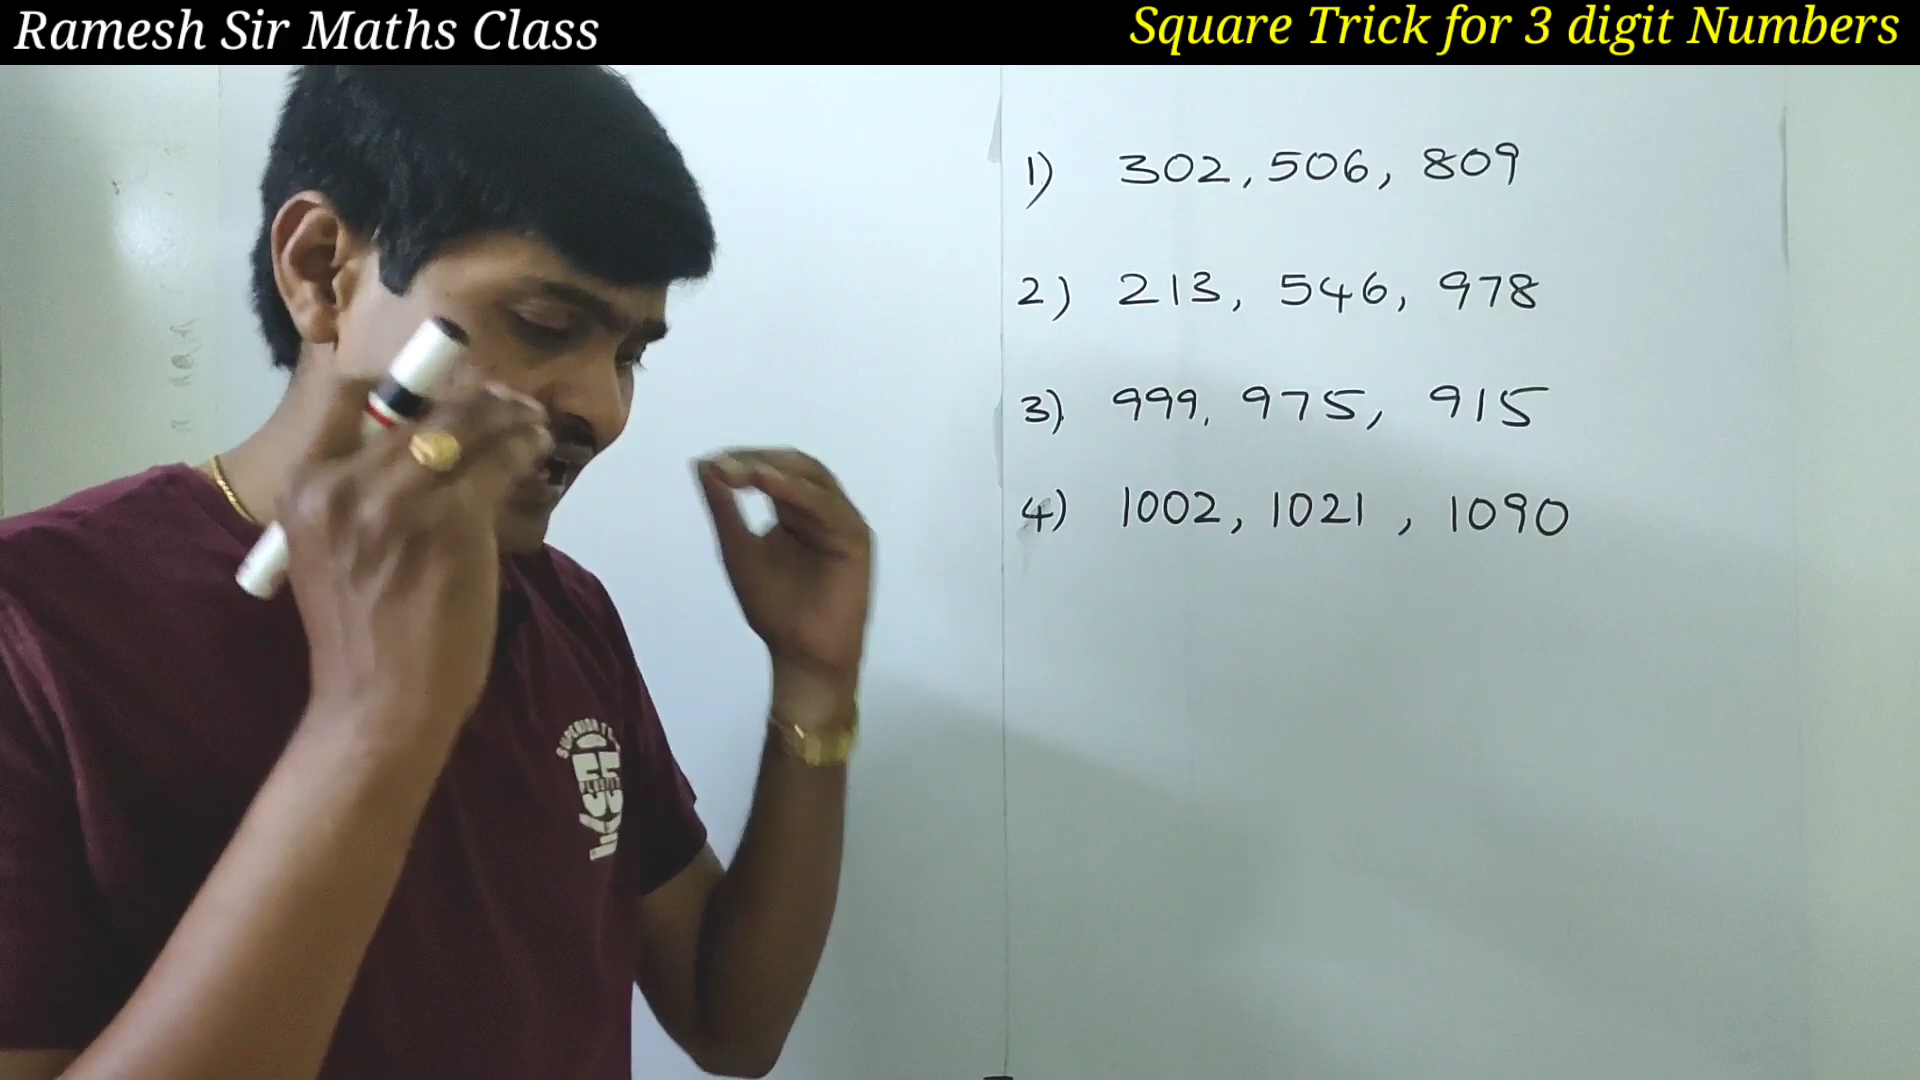 Ramesh Sir Maths Class
Square Trick for 3 digit Numbers
1) 302, 506, 809
2) 213, 546, 978
3) 999, 975, 915
4) 1002, 1021, 1090